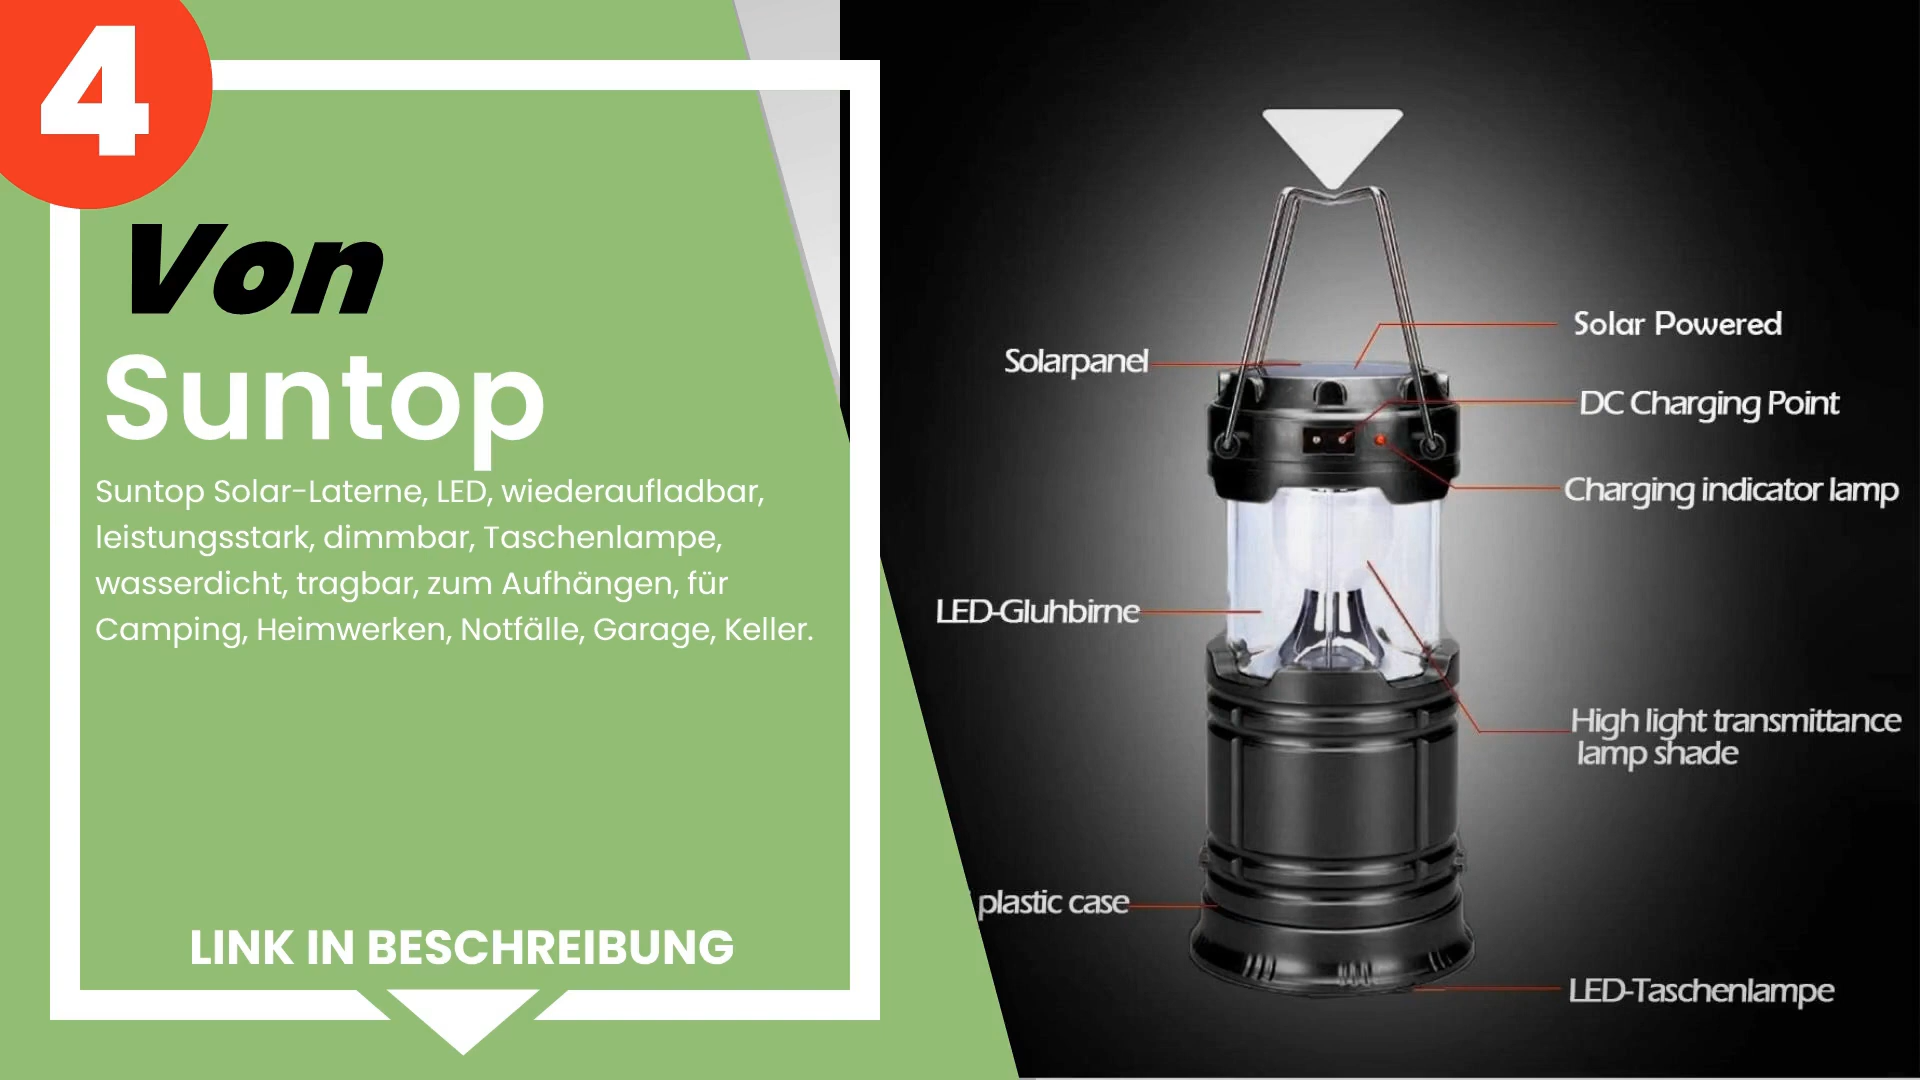 4
Von
Suntop
Suntop Solar-Laterne, LED, wiederaufladbar,
leistungsstark, dimmbar, Taschenlampe,
wasserdicht, tragbar, zum Aufhängen, für
Camping, Heimwerken, Notfälle, Garage, Keller.
LINK IN BESCHREIBUNG
Solar Powered
Solarpanel
DC Charging Point
Charging indicator lamp
LED-Gluhbirne
High light transmittance
lamp shade
plastic case
LED-Taschenlampe